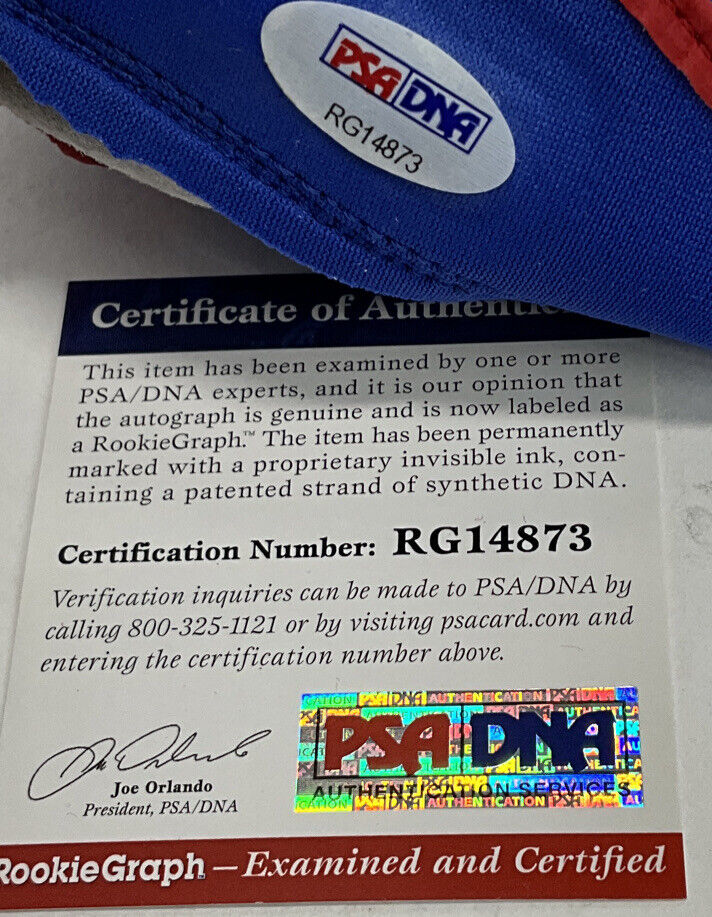 PSA DNA
RG14873
Certificate of Authentic
This item has been examined by one or more
PSA/DNA experts, and it is our opinion that
the autograph is genuine and is now labeled as
a RookieGraph.™ The item has been permanently
marked with a proprietary invisible ink, con-
taining a patented strand of synthetic DNA.
Certification Number: RG14873
Verification inquiries can be made to PSA/DNA by
calling 800-325-1121 or by visiting psacard.com and
entering the certification number above.
PSA DNA
AUTHENTICATION SERVICES
Joe Orlando
President, PSA/DNA
RookieGraph – Examined and Certified